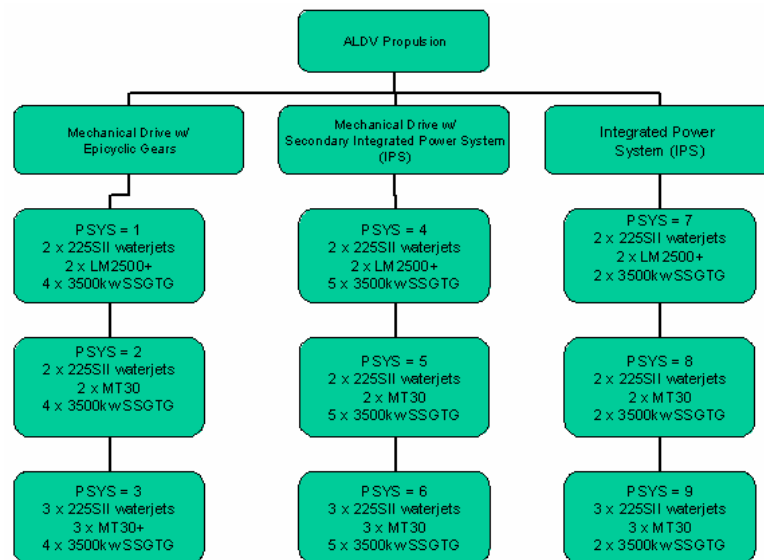 ALDV Propulsion
Mechanical Drive w/
Epicyclic Gears
Mechanical Drive w/
Secondary Integrated Power System
(IPS)
Integrated Power
System (IPS)
PSYS = 1
2 x 225SII waterjets
2 x LM2500+
4 x 3500kwSSGTG
PSYS = 4
2 x 225SII waterjets
2 x LM2500+
5 x 3500kwSSGTG
PSYS = 7
2 x 225SII waterjets
2 x LM2500+
2 x 3500kwSSGTG
PSYS = 2
2 x 225SII waterjets
2 x MT30
4 x 3500kwSSGTG
PSYS = 5
2 x 225SII waterjets
2 x MT30
5 x 3500kwSSGTG
PSYS = 8
2 x 225SII waterjets
2 x MT30
2 x 3500kwSSGTG
PSYS = 3
3 x 225SII waterjets
3 x MT30+
4 x 3500kwSSGTG
PSYS = 6
3 x 225SII waterjets
3 x MT30
5 x 3500kwSSGTG
PSYS = 9
3 x 225SII waterjets
3 x MT30
2 x 3500kwSSGTG